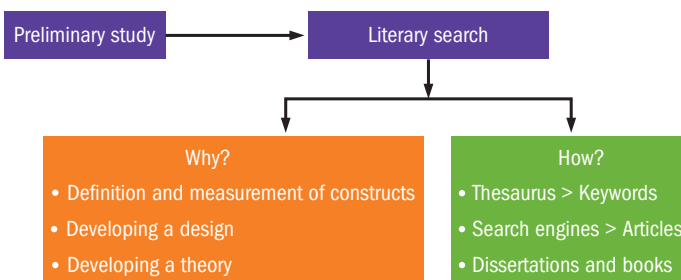 Preliminary study
Literary search
Why?
• Definition and measurement of constructs
• Developing a design
• Developing a theory
How?
• Thesaurus > Keywords
• Search engines > Articles
• Dissertations and books